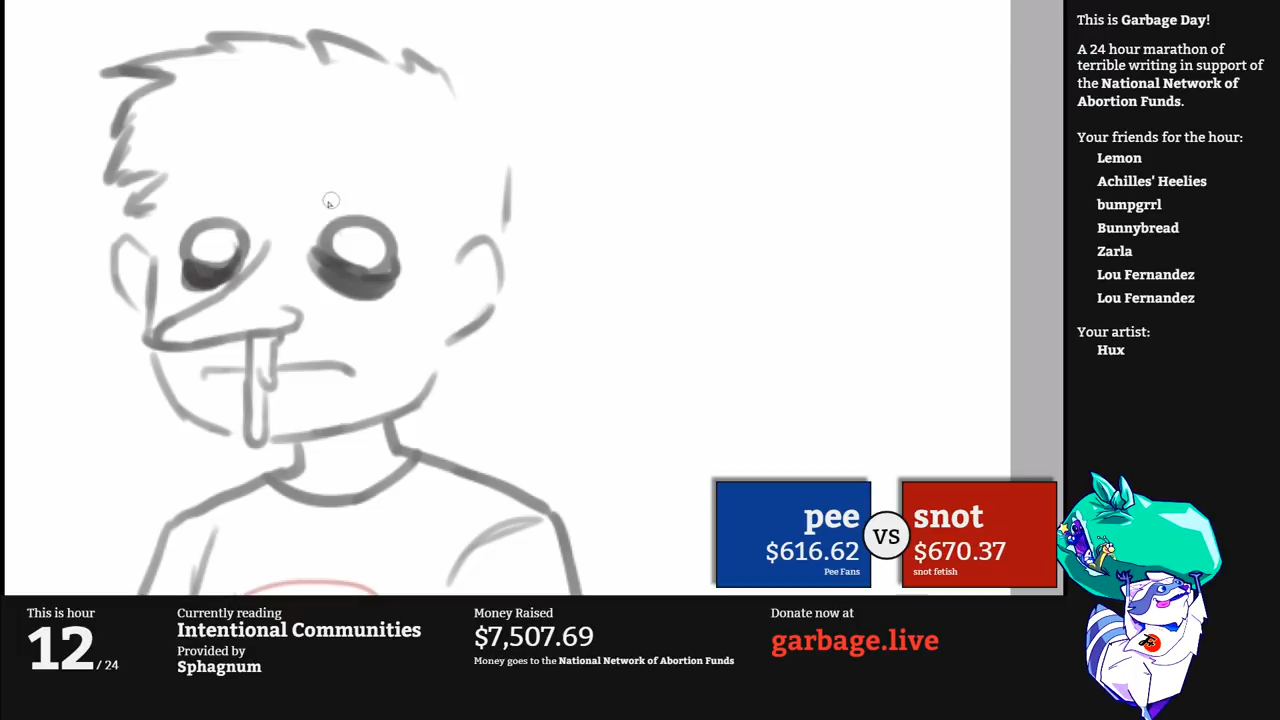 This is Garbage Day!
A 24 hour marathon of
terrible writing in support of
the National Network of
Abortion Funds.
Your friends for the hour:
Lemon
Achilles' Heelies
bumpgrrl
Bunnybread
Zarla
Lou Fernandez
Lou Fernandez
Your artist:
Hux
pee
$616.62
Pee Fans
VS
snot
$670.37
snot fetish
This is hour
12 / 24
Currently reading
Intentional Communities
Provided by
Sphagnum
Money Raised
$7,507.69
Money goes to the National Network of Abortion Funds
Donate now at
garbage.live